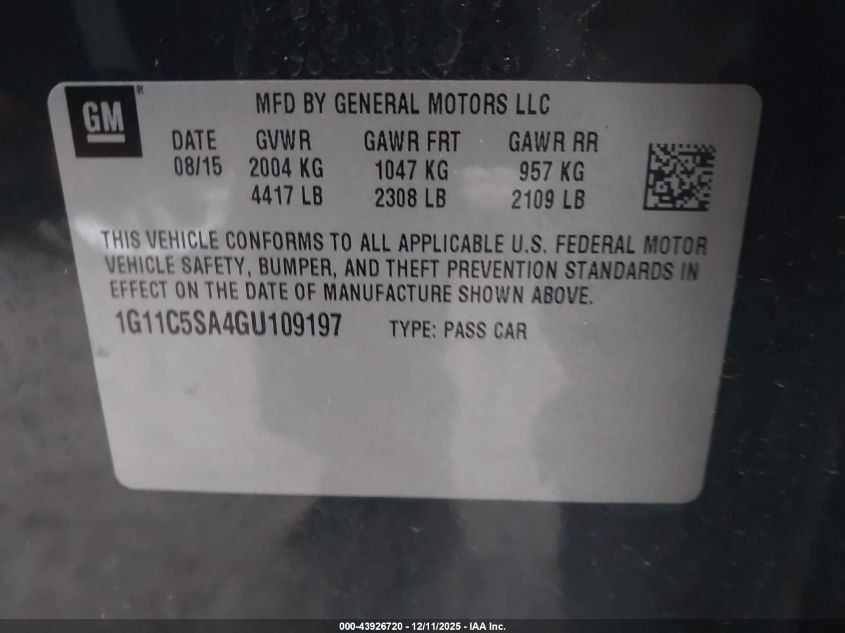 GM®
MFD BY GENERAL MOTORS LLC
DATE GVWR GAWR FRT GAWR RR
08/15 2004 KG 1047 KG 957 KG
4417 LB 2308 LB 2109 LB
THIS VEHICLE CONFORMS TO ALL APPLICABLE U.S. FEDERAL MOTOR
VEHICLE SAFETY, BUMPER, AND THEFT PREVENTION STANDARDS IN
EFFECT ON THE DATE OF MANUFACTURE SHOWN ABOVE.
1G11C5SA4GU109197 TYPE: PASS CAR
000-43926720 - 12/11/2025 - IAA Inc.